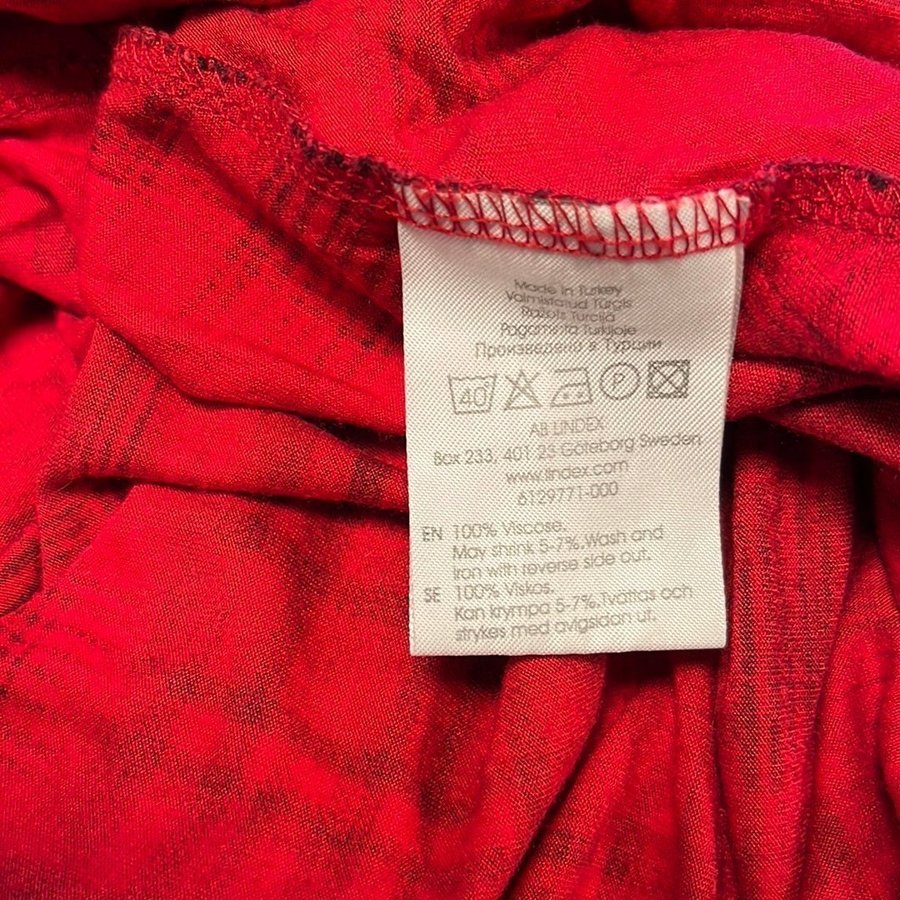 Made in Turkey
Valmistatud Türgis
Ražots Turcijā
Pagaminta Turkijoje
Произведено в Турции
40 P
AB LINDEX
Box 233, 401 23 Göteborg Sweden
www.lindex.com
6129771-000
EN 100% Viscose.
May shrink 5-7%.Wash and
iron with reverse side out.
SE 100% Viskos.
Kan krympa 5-7%.Tvättas och
strykes med avigsidan ut.